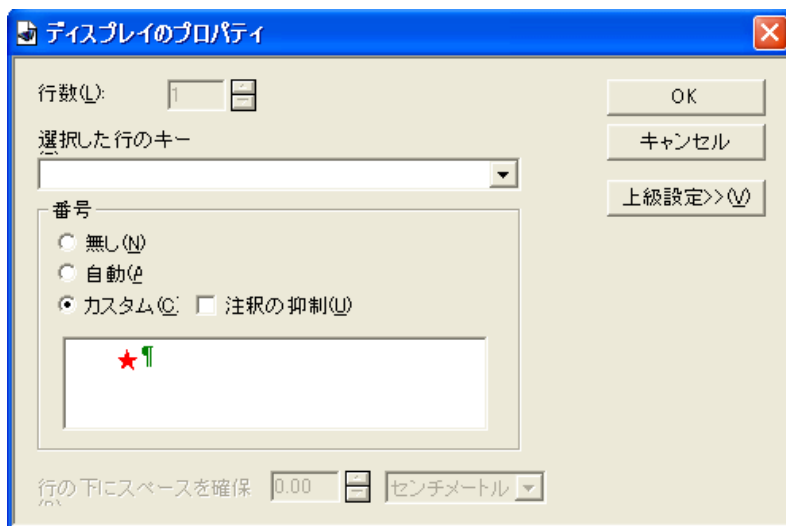 ディスプレイのプロパティ
行数(L):
1
OK
選択した行のキー
キャンセル
上級設定>>(V)
番号
無し(N)
自動(A
カスタム(C)
注釈の抑制(U)
★¶
行の下にスペースを確保
0.00
センチメートル